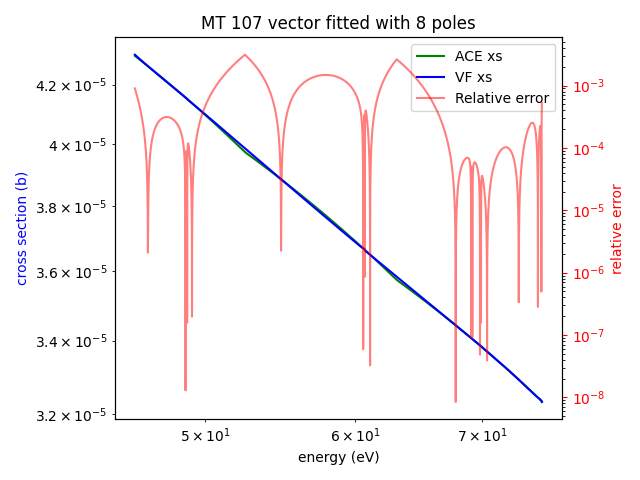 MT 107 vector fitted with 8 poles
ACE xs
VF xs
Relative error
4.2 × 10⁻⁵
4 × 10⁻⁵
3.8 × 10⁻⁵
3.6 × 10⁻⁵
3.4 × 10⁻⁵
3.2 × 10⁻⁵
cross section (b)
10⁻³
10⁻⁴
10⁻⁵
10⁻⁶
10⁻⁷
10⁻⁸
relative error
5 × 10¹
6 × 10¹
7 × 10¹
energy (eV)